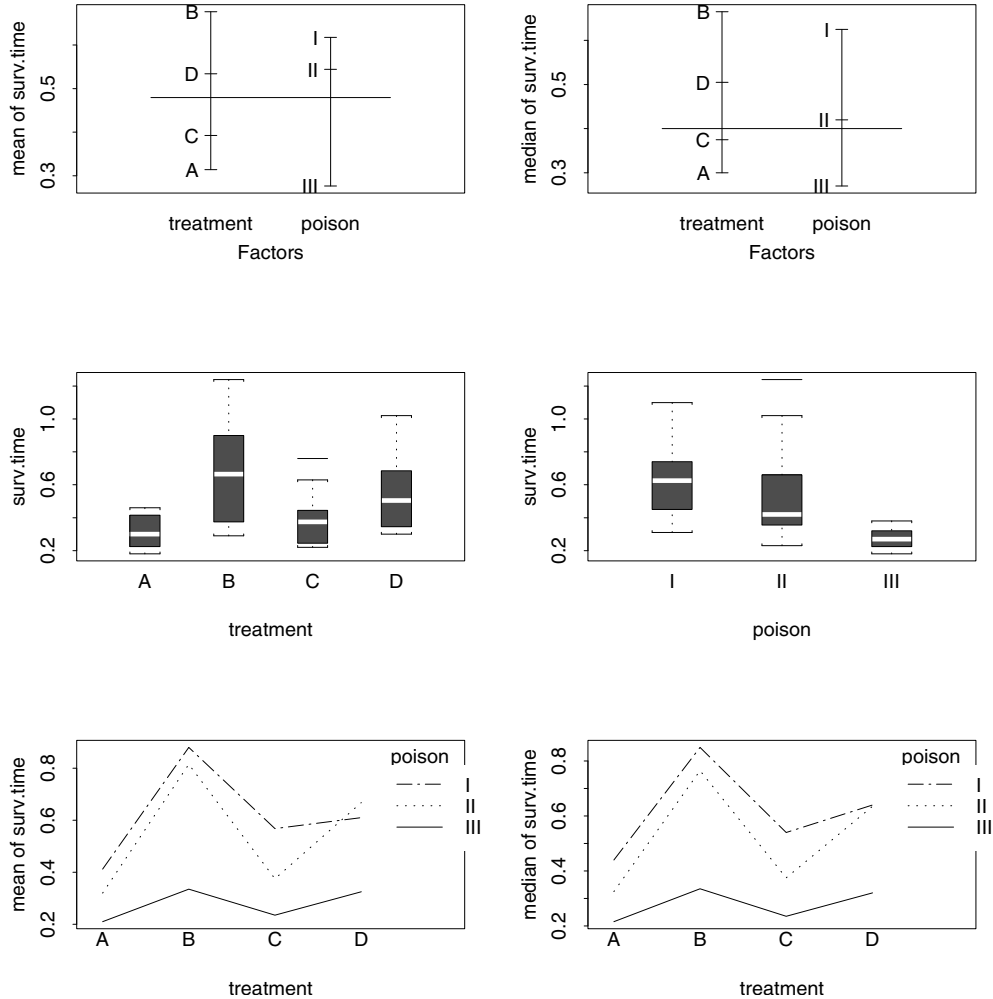 mean of surv.time
0.3
0.5
B
D
C
A
I
II
III
treatment
poison
Factors
median of surv.time
0.3
0.5
B
D
C
A
I
II
III
treatment
poison
Factors
surv.time
0.2
0.6
1.0
A B C D
treatment
surv.time
0.2
0.6
1.0
I II III
poison
mean of surv.time
0.2
0.4
0.6
0.8
A B C D
treatment
poison
I
II
III
median of surv.time
0.2
0.4
0.6
0.8
A B C D
treatment
poison
I
II
III